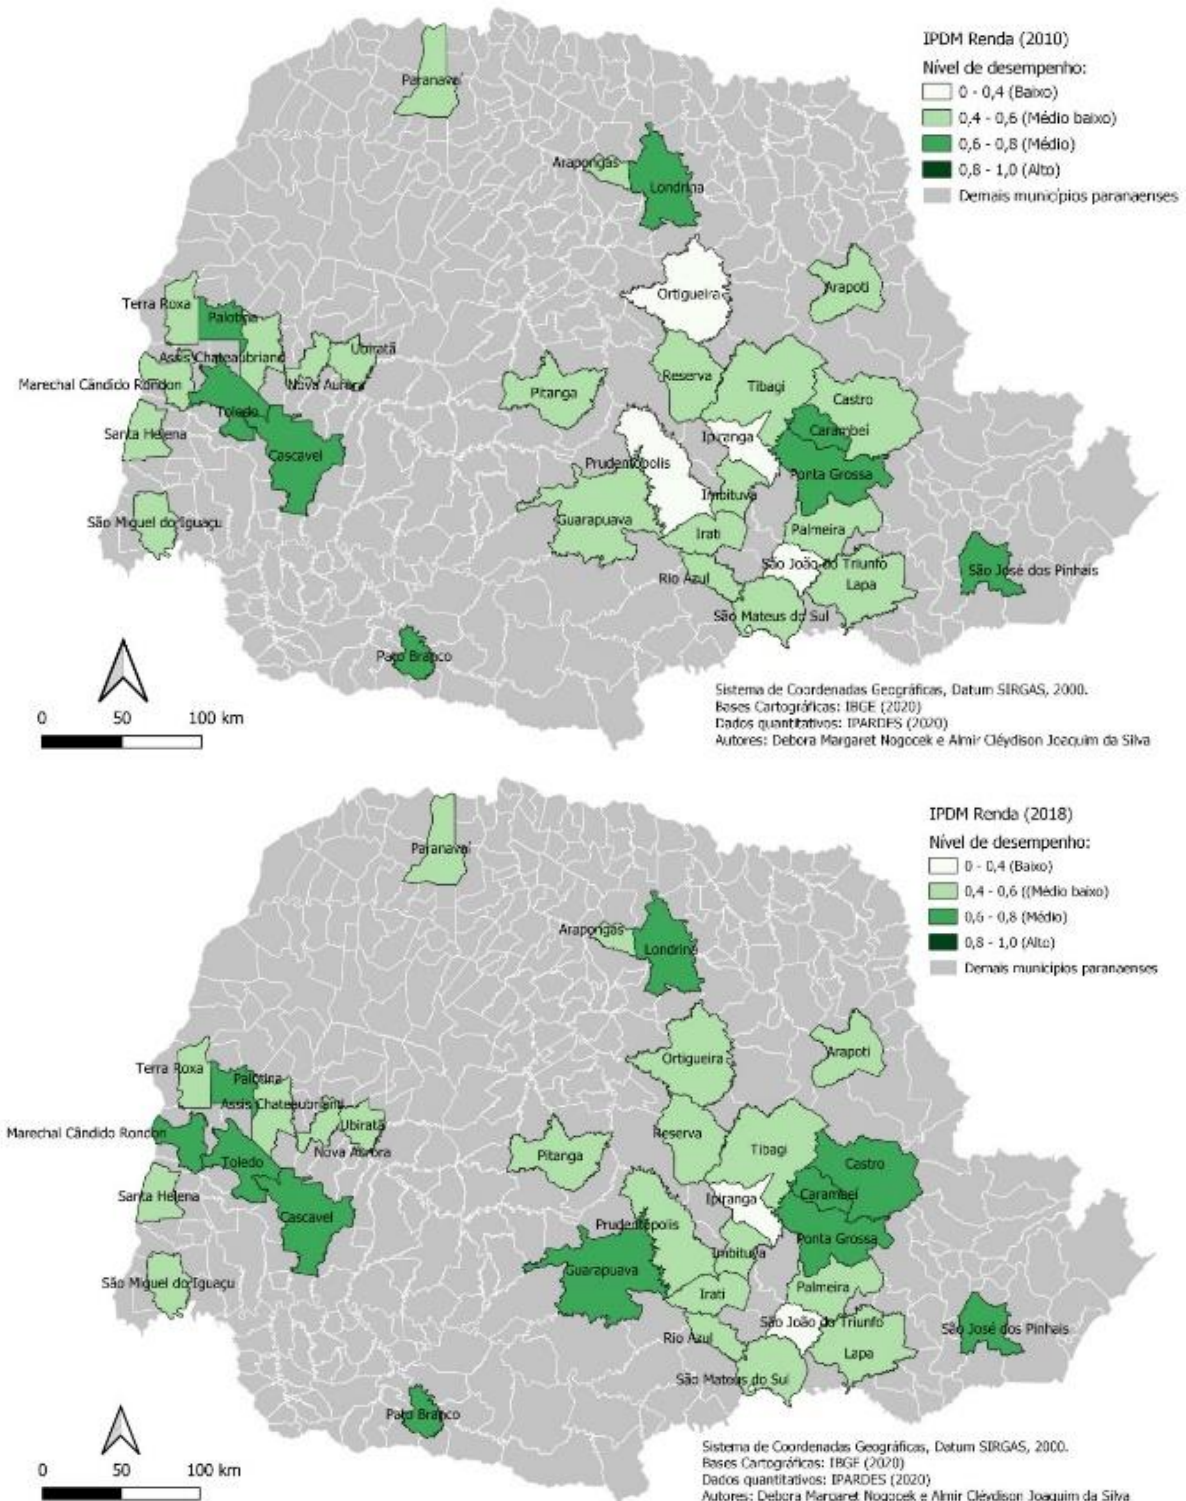 IPDM Renda (2010)
Nível de desempenho:
0 - 0,4 (Baixo)
0,4 - 0,6 (Médio baixo)
0,6 - 0,8 (Médio)
0,8 - 1,0 (Alto)
Demais municípios paranaenses
Paranavaí
Arapongas
Londrina
Ortigueira
Arapoti
Terra Roxa
Palotina
Assis Chateaubriand
Ubiratã
Marechal Cândido Rondon
Nova Aurora
Pitanga
Reserva
Tibagi
Castro
Santa Helena
Toledo
Cascavel
Carambeí
Ipiranga
Prudentópolis
Ponta Grossa
Imbituva
São Miguel do Iguaçu
Guarapuava
Irati
Palmeira
São João do Triunfo
São José dos Pinhais
Rio Azul
Lapa
São Mateus do Sul
Pato Branco
0 50 100 km
Sistema de Coordenadas Geográficas, Datum SIRGAS, 2000.
Bases Cartográficas: IBGE (2020)
Dados quantitativos: IPARDES (2020)
Autores: Debora Margaret Nogocek e Almir Cléydison Joaquim da Silva
IPDM Renda (2018)
Nível de desempenho:
0 - 0,4 (Baixo)
0,4 - 0,6 ((Médio baixo)
0,6 - 0,8 (Médio)
0,8 - 1,0 (Alto)
Demais municípios paranaenses
Paranavaí
Arapongas
Londrina
Ortigueira
Arapoti
Terra Roxa
Palotina
Assis Chateaubriand
Marechal Cândido Rondon
Ubiratã
Nova Aurora
Reserva
Tibagi
Pitanga
Toledo
Castro
Santa Helena
Ipiranga
Carambeí
Cascavel
Prudentópolis
Ponta Grossa
Imbituva
São Miguel do Iguaçu
Guarapuava
Irati
Palmeira
São João do Triunfo
São José dos Pinhais
Rio Azul
Lapa
São Mateus do Sul
Pato Branco
0 50 100 km
Sistema de Coordenadas Geográficas, Datum SIRGAS, 2000.
Bases Cartográficas: IBGE (2020)
Dados quantitativos: IPARDES (2020)
Autores: Debora Margaret Nogocek e Almir Cléydison Joaquim da Silva